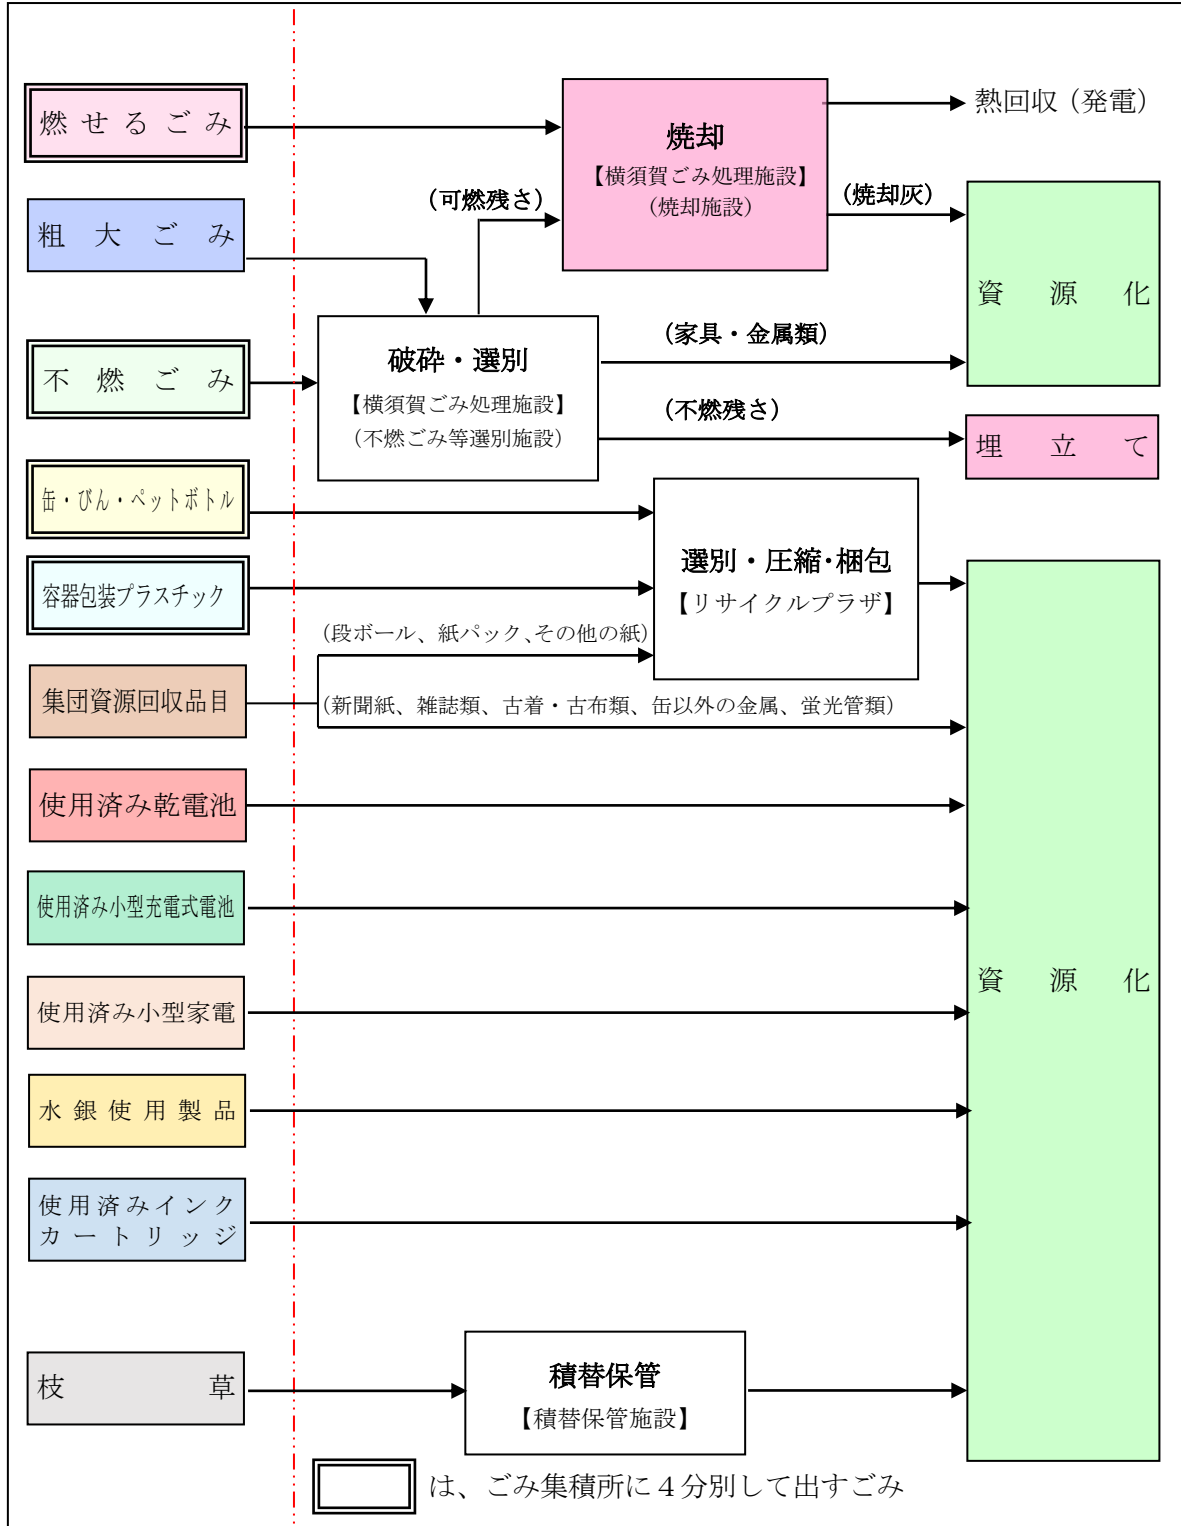 燃せるごみ
焼却
【横須賀ごみ処理施設】
(焼却施設)
熱回収（発電）
(可燃残さ)
(焼却灰)
粗大ごみ
資源化
破砕・選別
【横須賀ごみ処理施設】
(不燃ごみ等選別施設)
(家具・金属類)
不燃ごみ
(不燃残さ)
埋立て
缶・びん・ペットボトル
選別・圧縮・梱包
【リサイクルプラザ】
容器包装プラスチック
(段ボール、紙パック、その他の紙)
集団資源回収品目
(新聞紙、雑誌類、古着・古布類、缶以外の金属、蛍光管類)
使用済み乾電池
使用済み小型充電式電池
資源化
使用済み小型家電
水銀使用製品
使用済みインク
カートリッジ
枝草
積替保管
【積替保管施設】
は、ごみ集積所に４分別して出すごみ